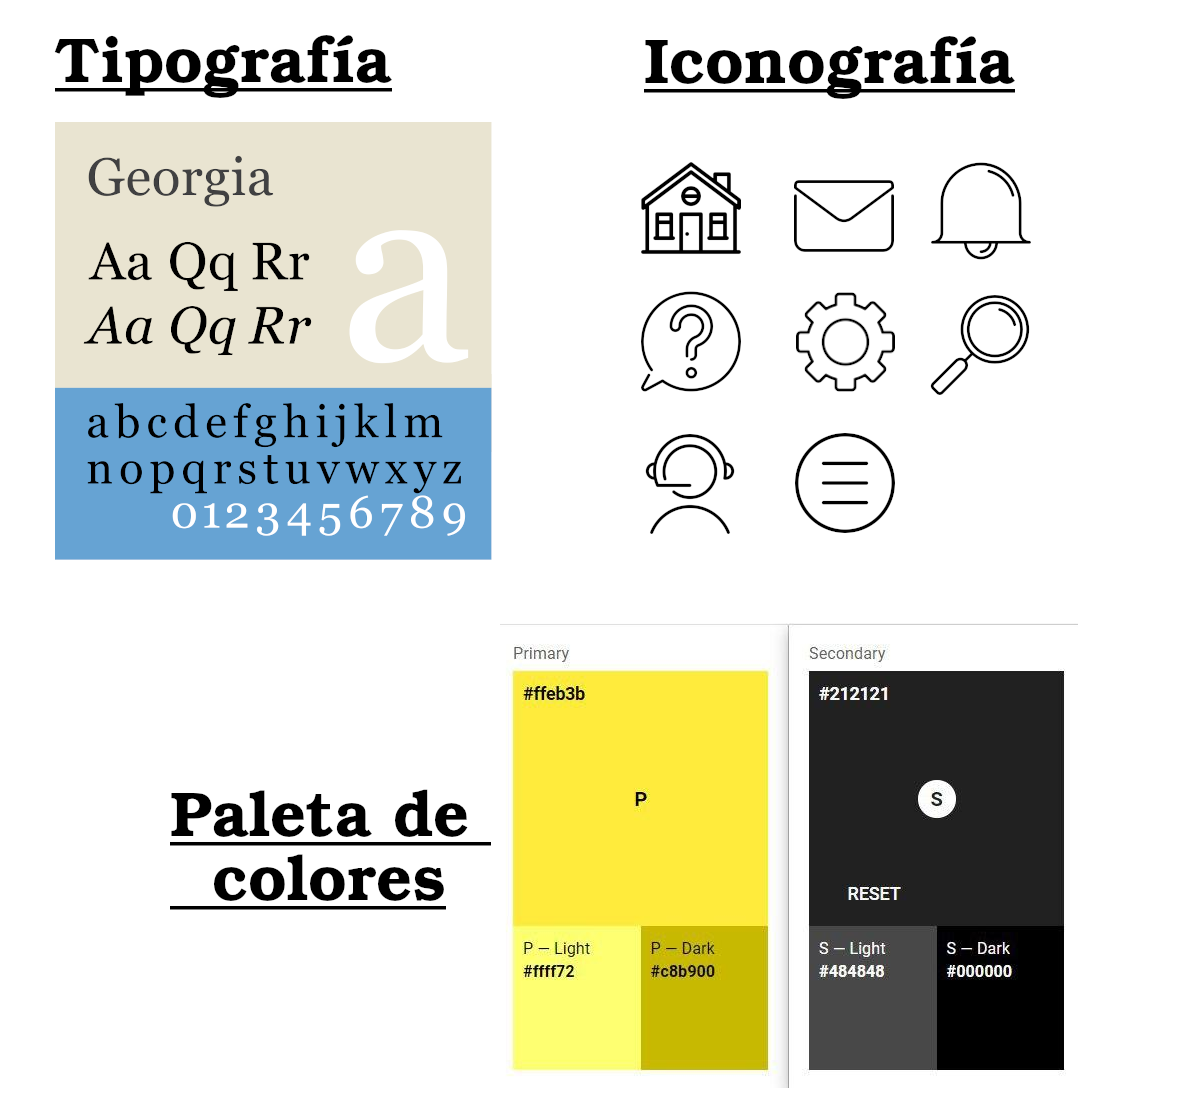 Tipografía
Georgia
Aa Qq Rr
Aa Qq Rr
a
abcdefghijklm
nopqrstuvwxyz
0123456789
Iconografía
?
Paleta de
colores
Primary
#ffeb3b
P
P — Light
#ffff72
P — Dark
#c8b900
Secondary
#212121
S
RESET
S — Light
#484848
S — Dark
#000000